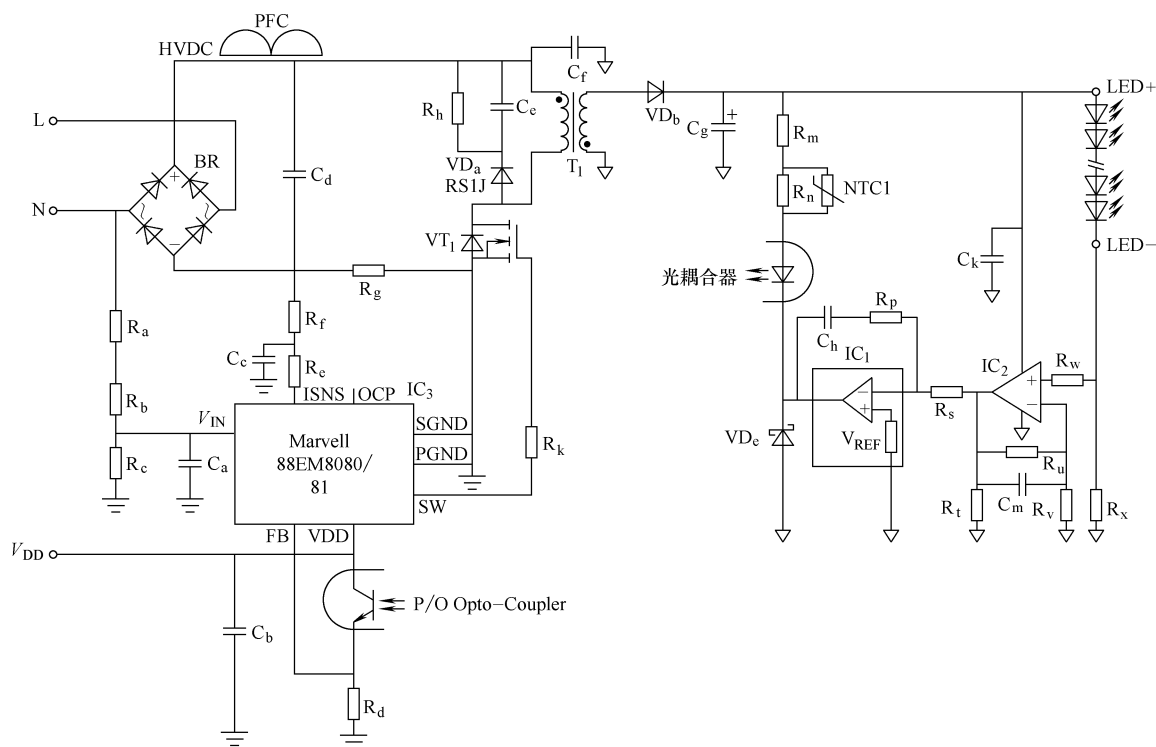 PFC
HVDC
C_f
L
R_h
C_e
LED+
VD_b
C_g
R_m
BR
C_d
VD_a
RS1J
T_1
R_n
NTC1
N
VT_1
LED−
R_g
光耦合器
C_k
R_a
R_f
R_p
C_h
C_c
R_e
IC_1
IC_2
R_w
R_b
ISNS
OCP
IC_3
R_s
V_IN
SGND
R_k
VD_e
V_REF
R_c
C_a
Marvell
88EM8080/
81
PGND
R_u
SW
R_t
C_m
R_v
R_x
FB
VDD
V_DD
P/O Opto−Coupler
C_b
R_d